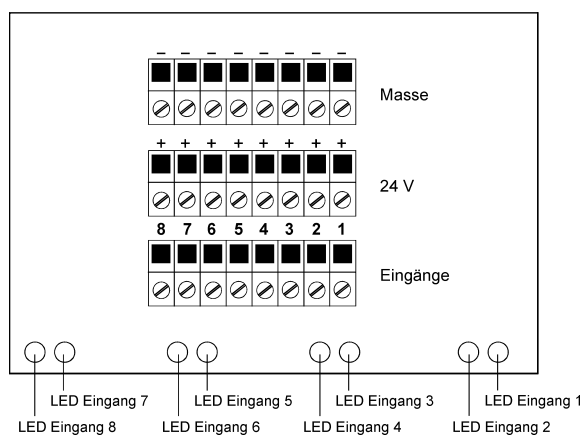 – – – – – – – –
Masse
+ + + + + + + +
24 V
8 7 6 5 4 3 2 1
Eingänge
LED Eingang 7 LED Eingang 5 LED Eingang 3 LED Eingang 1
LED Eingang 8 LED Eingang 6 LED Eingang 4 LED Eingang 2